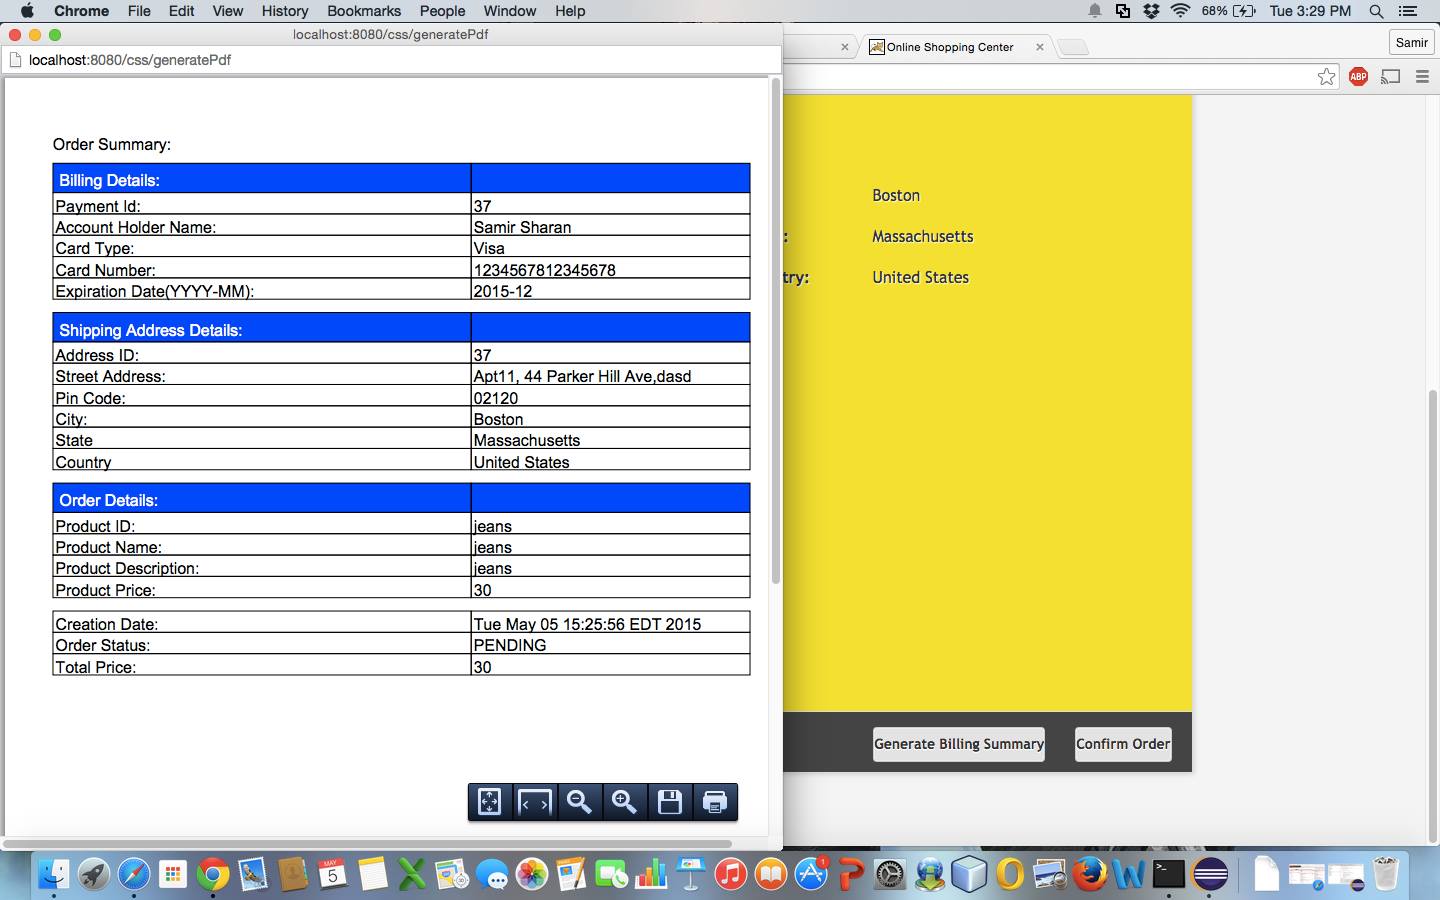 Chrome File Edit View History Bookmarks People Window Help 68% Tue 3:29 PM
localhost:8080/css/generatePdf
localhost:8080/css/generatePdf
Online Shopping Center
Samir
ABP
Order Summary:
Billing Details:
Payment Id: 37
Account Holder Name: Samir Sharan
Card Type: Visa
Card Number: 1234567812345678
Expiration Date(YYYY-MM): 2015-12
Shipping Address Details:
Address ID: 37
Street Address: Apt11, 44 Parker Hill Ave,dasd
Pin Code: 02120
City: Boston
State Massachusetts
Country United States
Order Details:
Product ID: jeans
Product Name: jeans
Product Description: jeans
Product Price: 30
Creation Date: Tue May 05 15:25:56 EDT 2015
Order Status: PENDING
Total Price: 30
Boston
: Massachusetts
try: United States
Generate Billing Summary Confirm Order
MAY
5
1